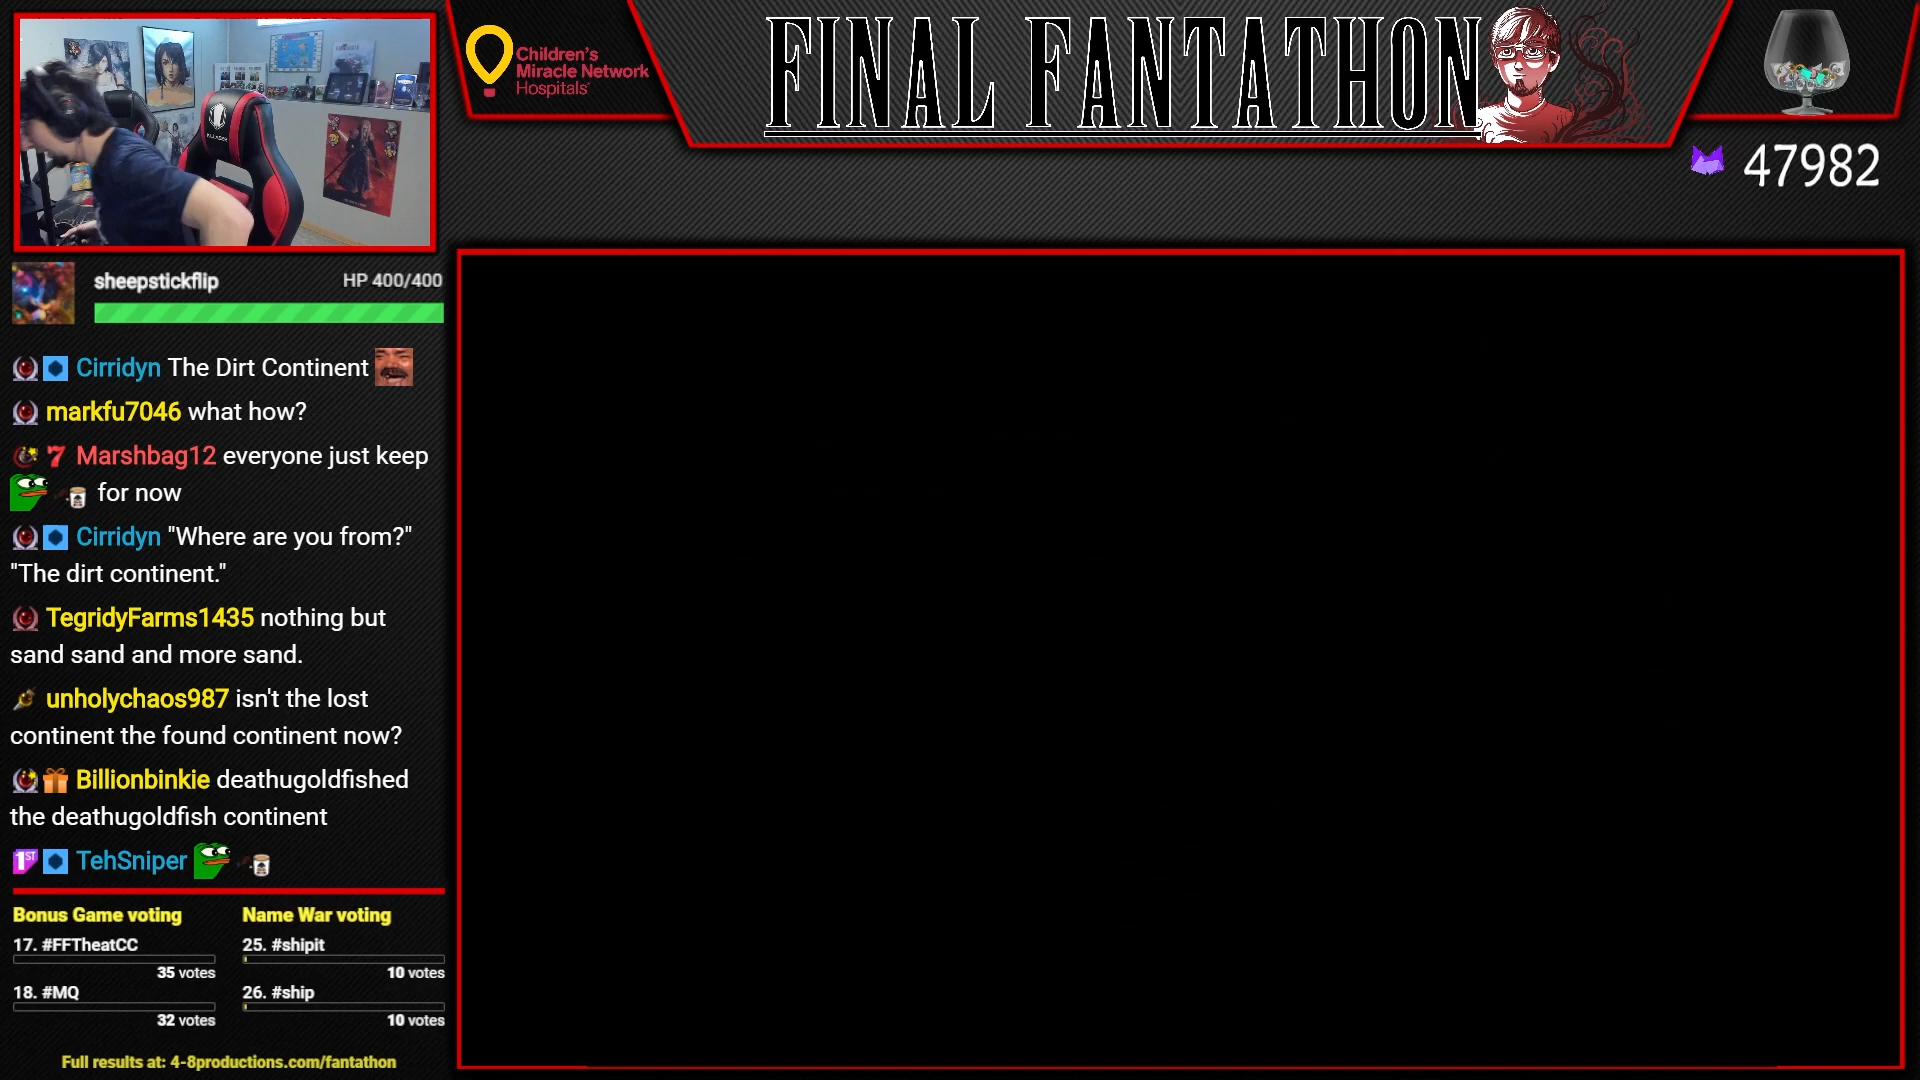 Children's
Miracle Network
Hospitals
FINAL FANTATHON
47982
sheepstickflip HP 400/400
Cirridyn The Dirt Continent
markfu7046 what how?
7 Marshbag12 everyone just keep
for now
Cirridyn "Where are you from?"
"The dirt continent."
TegridyFarms1435 nothing but
sand sand and more sand.
unholychaos987 isn't the lost
continent the found continent now?
Billionbinkie deathugoldfished
the deathugoldfish continent
1ST TehSniper
Bonus Game voting
17. #FFTheatCC
35 votes
18. #MQ
32 votes
Name War voting
25. #shipit
10 votes
26. #ship
10 votes
Full results at: 4-8productions.com/fantathon